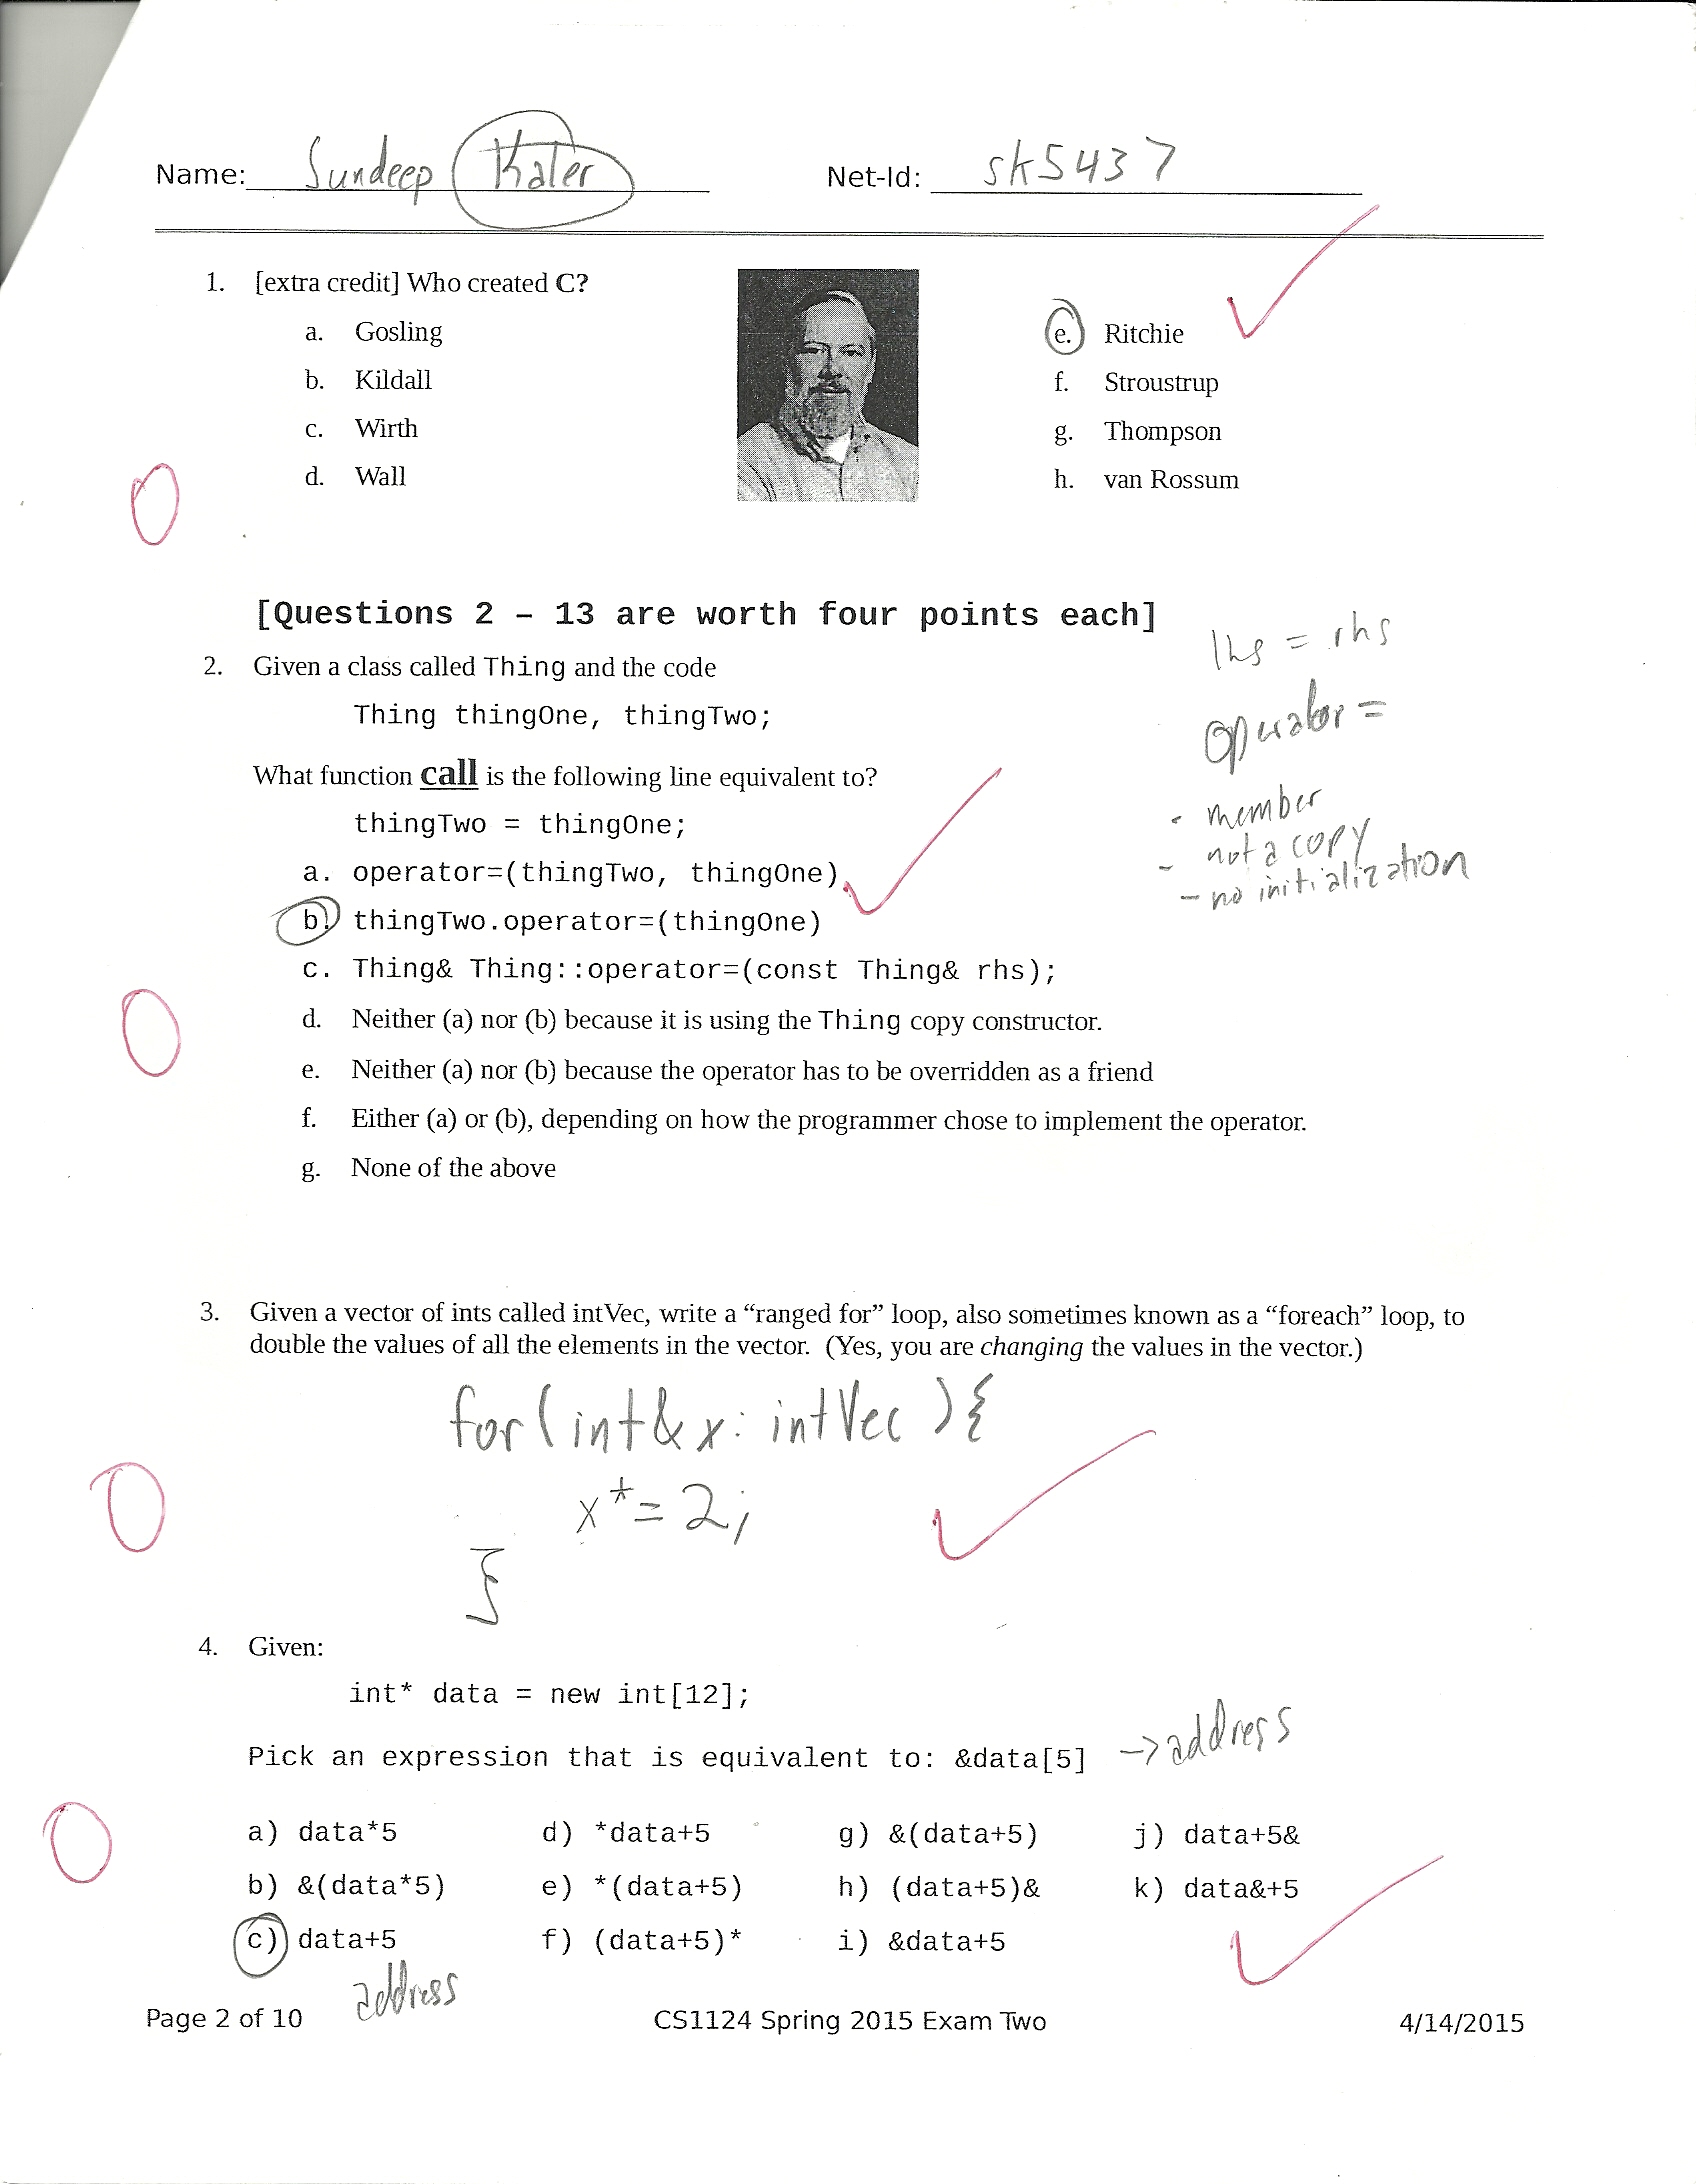 Name: Sundeep Kaler Net-Id: sk5437
1. [extra credit] Who created C?
a. Gosling
b. Kildall
c. Wirth
d. Wall
e. Ritchie
f. Stroustrup
g. Thompson
h. van Rossum
0
[Questions 2 – 13 are worth four points each]
lhs = rhs
operator =
- member
- not a copy
- no initialization
2. Given a class called Thing and the code
Thing thingOne, thingTwo;
What function call is the following line equivalent to?
thingTwo = thingOne;
a. operator=(thingTwo, thingOne)
b. thingTwo.operator=(thingOne)
c. Thing& Thing::operator=(const Thing& rhs);
d. Neither (a) nor (b) because it is using the Thing copy constructor.
e. Neither (a) nor (b) because the operator has to be overridden as a friend
f. Either (a) or (b), depending on how the programmer chose to implement the operator.
g. None of the above
0
3. Given a vector of ints called intVec, write a “ranged for” loop, also sometimes known as a “foreach” loop, to
double the values of all the elements in the vector. (Yes, you are changing the values in the vector.)
for(int& x: intVec){
x*=2;
}
0
4. Given:
int* data = new int[12];
Pick an expression that is equivalent to: &data[5] -> address
a) data*5 d) *data+5 g) &(data+5) j) data+5&
b) &(data*5) e) *(data+5) h) (data+5)& k) data&+5
c) data+5 f) (data+5)* i) &data+5
address
0
Page 2 of 10 CS1124 Spring 2015 Exam Two 4/14/2015